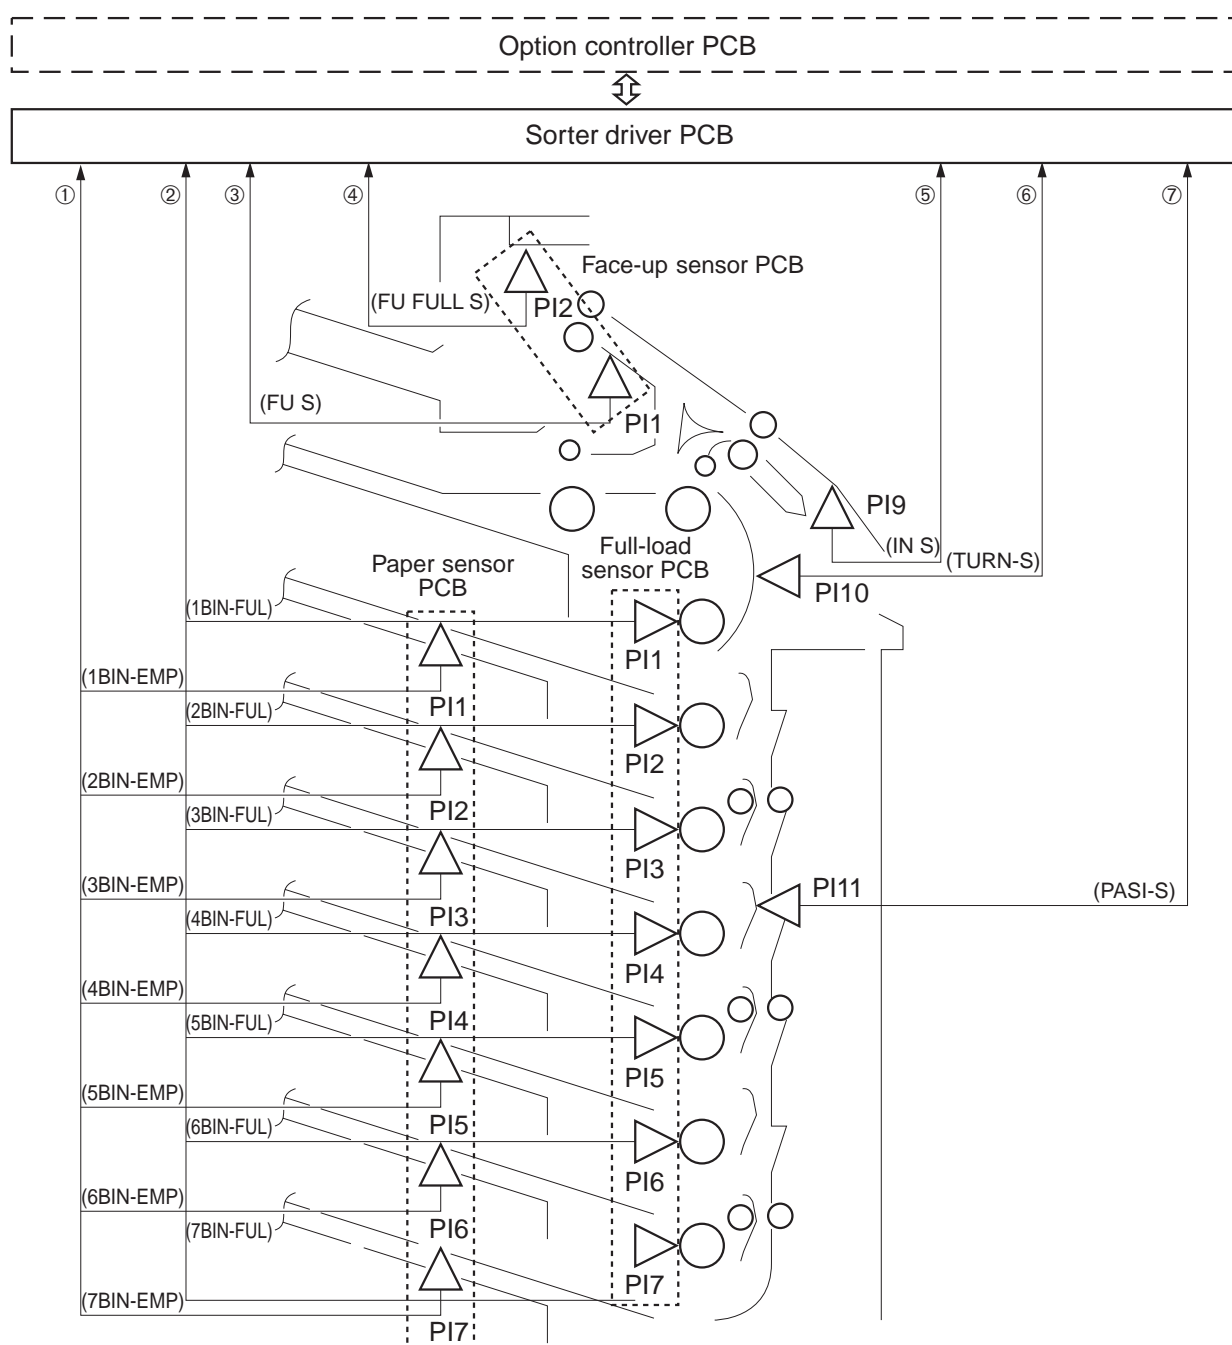 Option controller PCB
Sorter driver PCB
① ② ③ ④ ⑤ ⑥ ⑦
Face-up sensor PCB
(FU FULL S)
PI2
(FU S)
PI1
PI9
(IN S)
(TURN-S)
Paper sensor
PCB
Full-load
sensor PCB
PI10
(1BIN-FUL)
PI1
(1BIN-EMP)
PI1
(2BIN-FUL)
PI2
(2BIN-EMP)
PI2
(3BIN-FUL)
PI3
(3BIN-EMP)
PI11
(PASI-S)
PI3
(4BIN-FUL)
PI4
(4BIN-EMP)
PI4
(5BIN-FUL)
PI5
(5BIN-EMP)
PI5
(6BIN-FUL)
PI6
(6BIN-EMP)
PI6
(7BIN-FUL)
PI7
(7BIN-EMP)
PI7